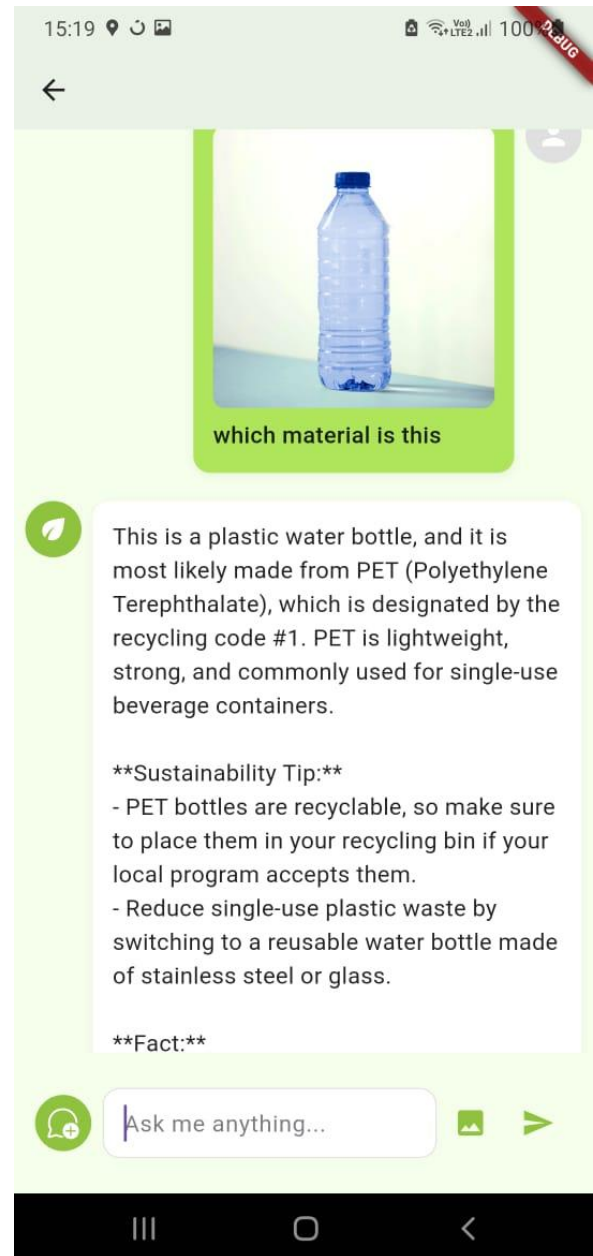 15:19
Vo))
LTE2
100%
DEBUG
which material is this
This is a plastic water bottle, and it is
most likely made from PET (Polyethylene
Terephthalate), which is designated by the
recycling code #1. PET is lightweight,
strong, and commonly used for single-use
beverage containers.
**Sustainability Tip:**
- PET bottles are recyclable, so make sure
to place them in your recycling bin if your
local program accepts them.
- Reduce single-use plastic waste by
switching to a reusable water bottle made
of stainless steel or glass.
**Fact:**
Ask me anything...